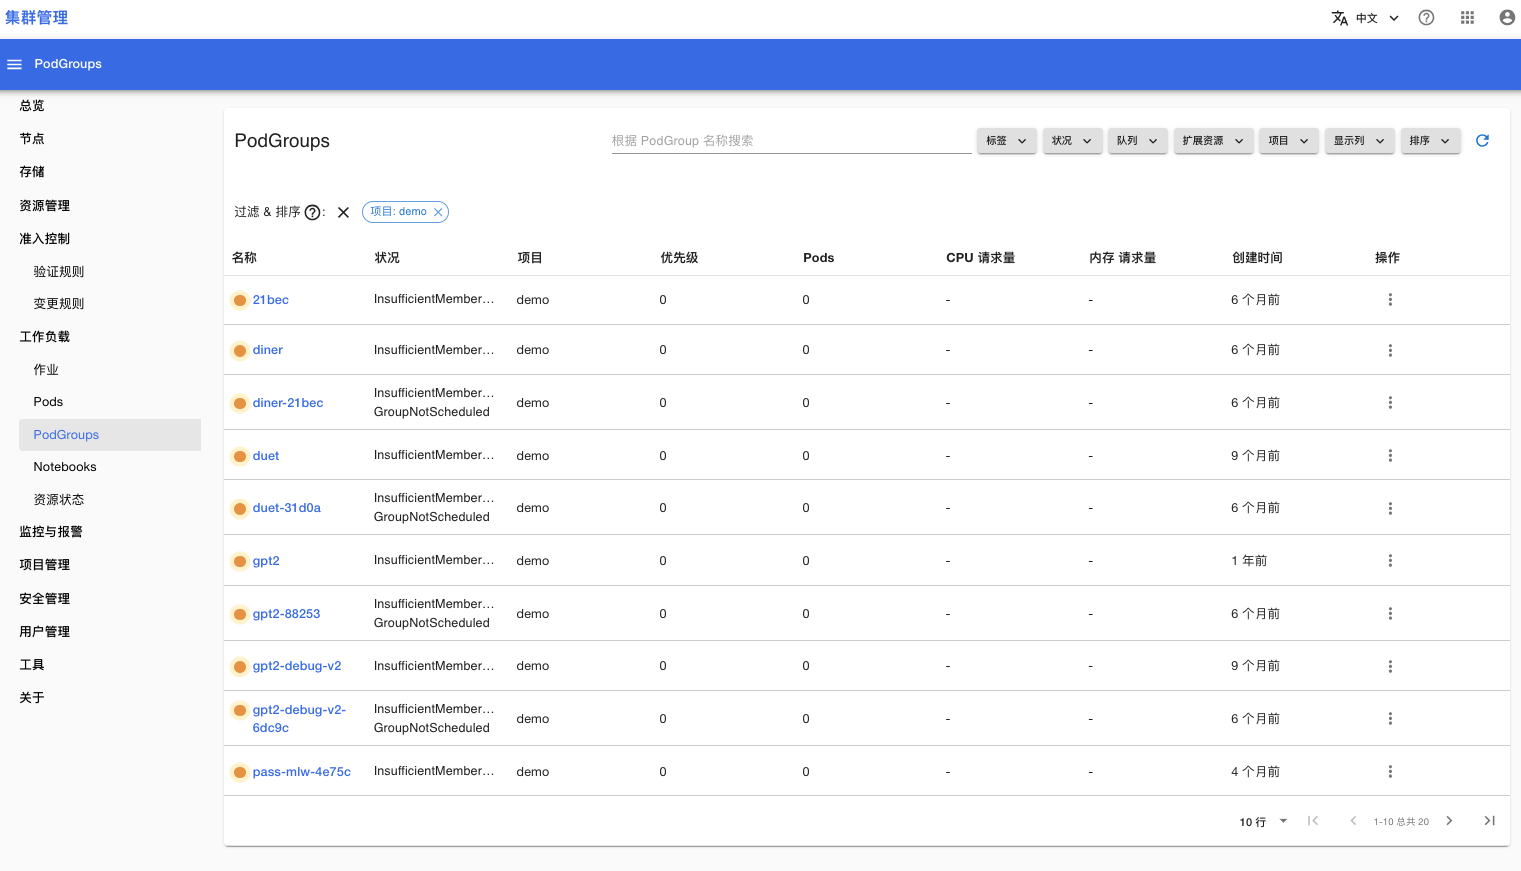 集群管理
中文
PodGroups
总览
节点
存储
资源管理
准入控制
验证规则
变更规则
工作负载
作业
Pods
PodGroups
Notebooks
资源状态
监控与报警
项目管理
安全管理
用户管理
工具
关于
PodGroups
根据 PodGroup 名称搜索
标签
状况
队列
扩展资源
项目
显示列
排序
过滤 & 排序 ? :
项目: demo
名称 状况 项目 优先级 Pods CPU 请求量 内存 请求量 创建时间 操作
21bec InsufficientMember... demo 0 0 - - 6 个月前
diner InsufficientMember... demo 0 0 - - 6 个月前
diner-21bec InsufficientMember... GroupNotScheduled demo 0 0 - - 6 个月前
duet InsufficientMember... demo 0 0 - - 9 个月前
duet-31d0a InsufficientMember... GroupNotScheduled demo 0 0 - - 6 个月前
gpt2 InsufficientMember... demo 0 0 - - 1 年前
gpt2-88253 InsufficientMember... GroupNotScheduled demo 0 0 - - 6 个月前
gpt2-debug-v2 InsufficientMember... demo 0 0 - - 9 个月前
gpt2-debug-v2-6dc9c InsufficientMember... GroupNotScheduled demo 0 0 - - 6 个月前
pass-mlw-4e75c InsufficientMember... demo 0 0 - - 4 个月前
10 行
1-10 总共 20